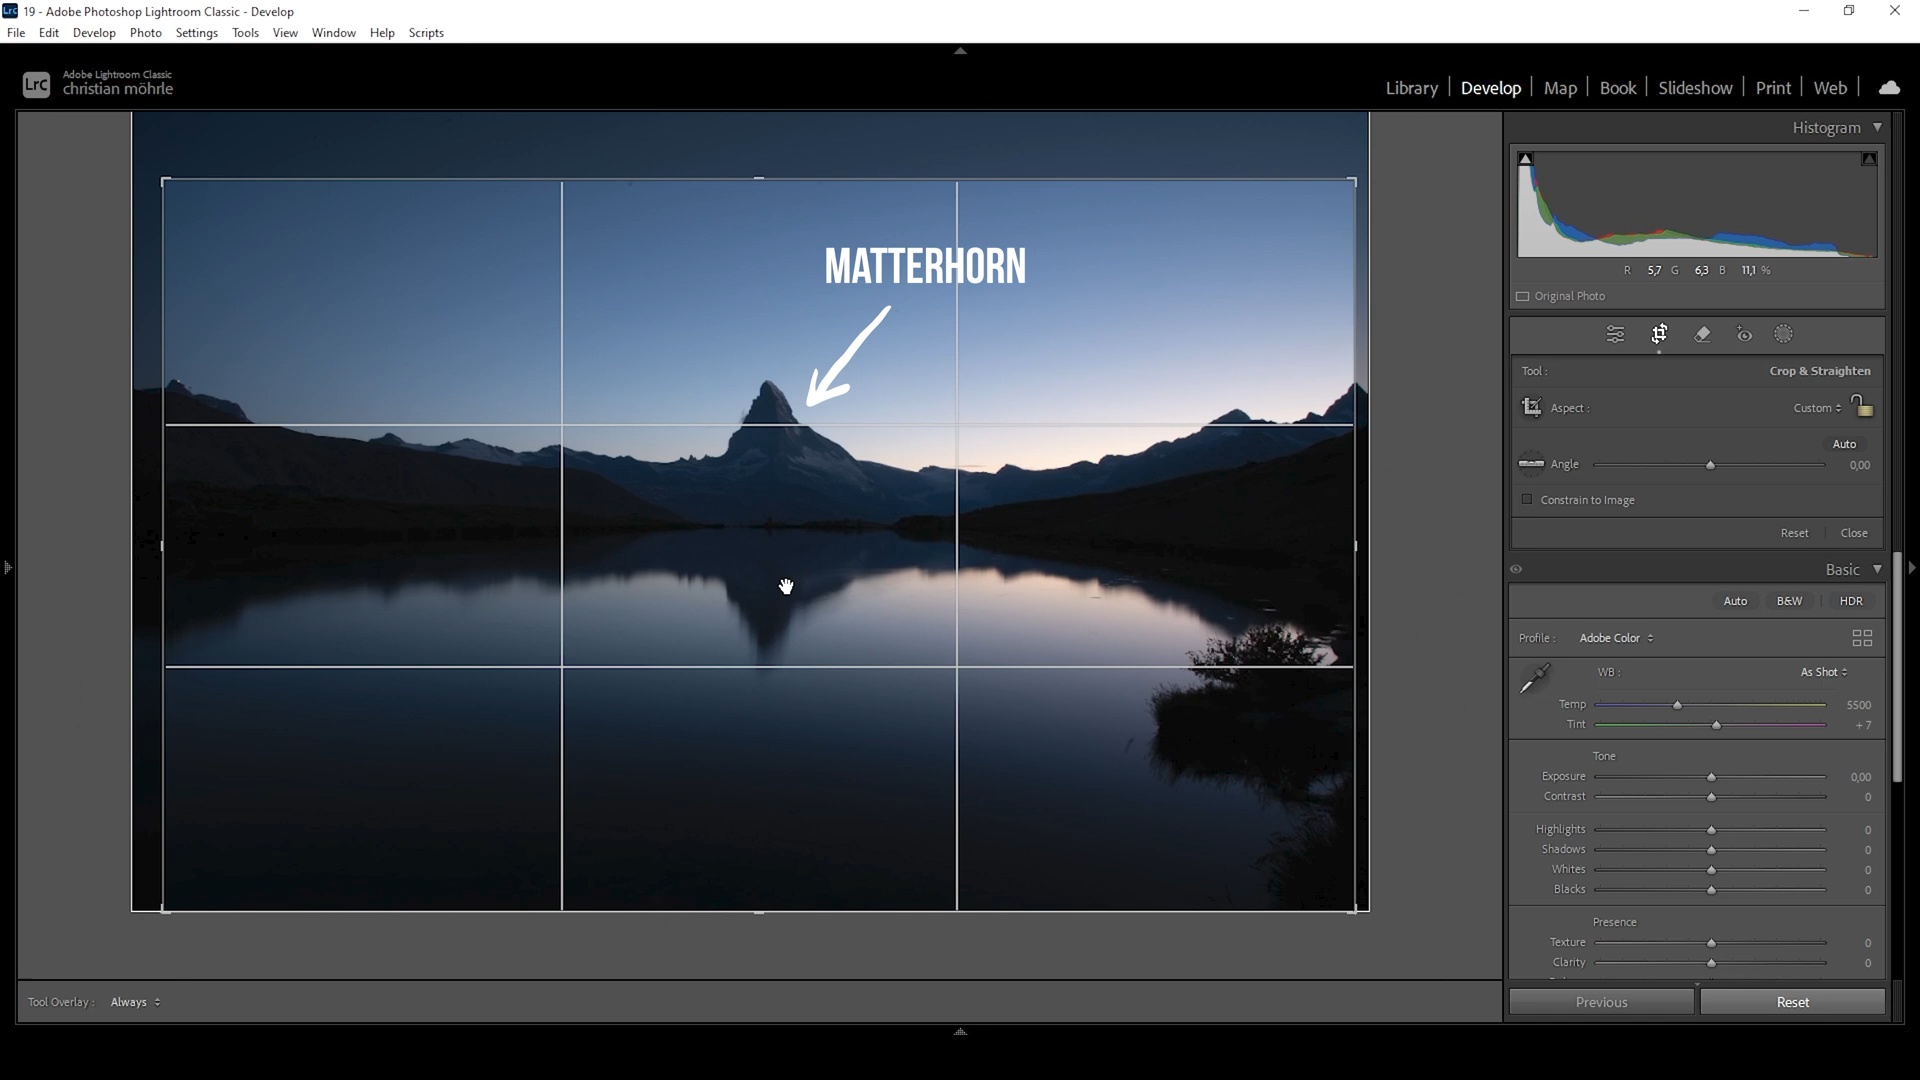 19 - Adobe Photoshop Lightroom Classic - Develop
File Edit Develop Photo Settings Tools View Window Help Scripts
LrC
Adobe Lightroom Classic
christian möhrle
Library | Develop | Map | Book | Slideshow | Print | Web |
Histogram
R 5,7 G 6,3 B 11,1 %
Original Photo
Tool : Crop & Straighten
Aspect : Custom
Auto
Angle 0,00
Constrain to Image
Reset Close
Basic
Auto B&W HDR
Profile : Adobe Color
WB : As Shot
Temp 5500
Tint + 7
Tone
Exposure 0,00
Contrast 0
Highlights 0
Shadows 0
Whites 0
Blacks 0
Presence
Texture 0
Clarity 0
Previous Reset
MATTERHORN
Tool Overlay : Always